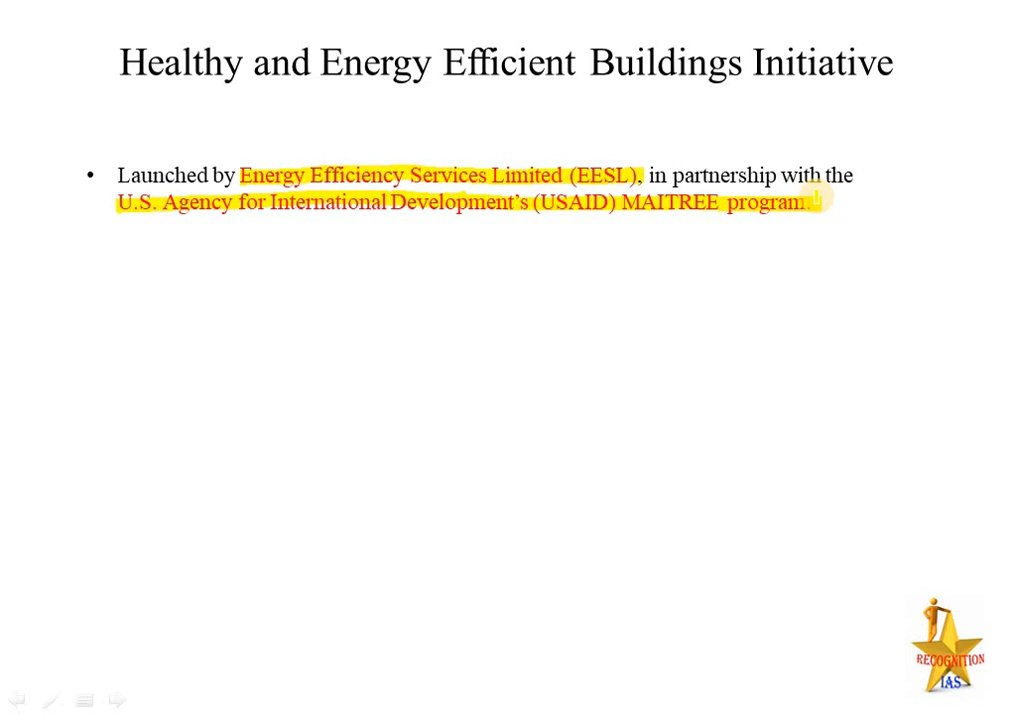 Healthy and Energy Efficient Buildings Initiative
• Launched by Energy Efficiency Services Limited (EESL), in partnership with the
U.S. Agency for International Development’s (USAID) MAITREE program.
RECOGNITION
IAS